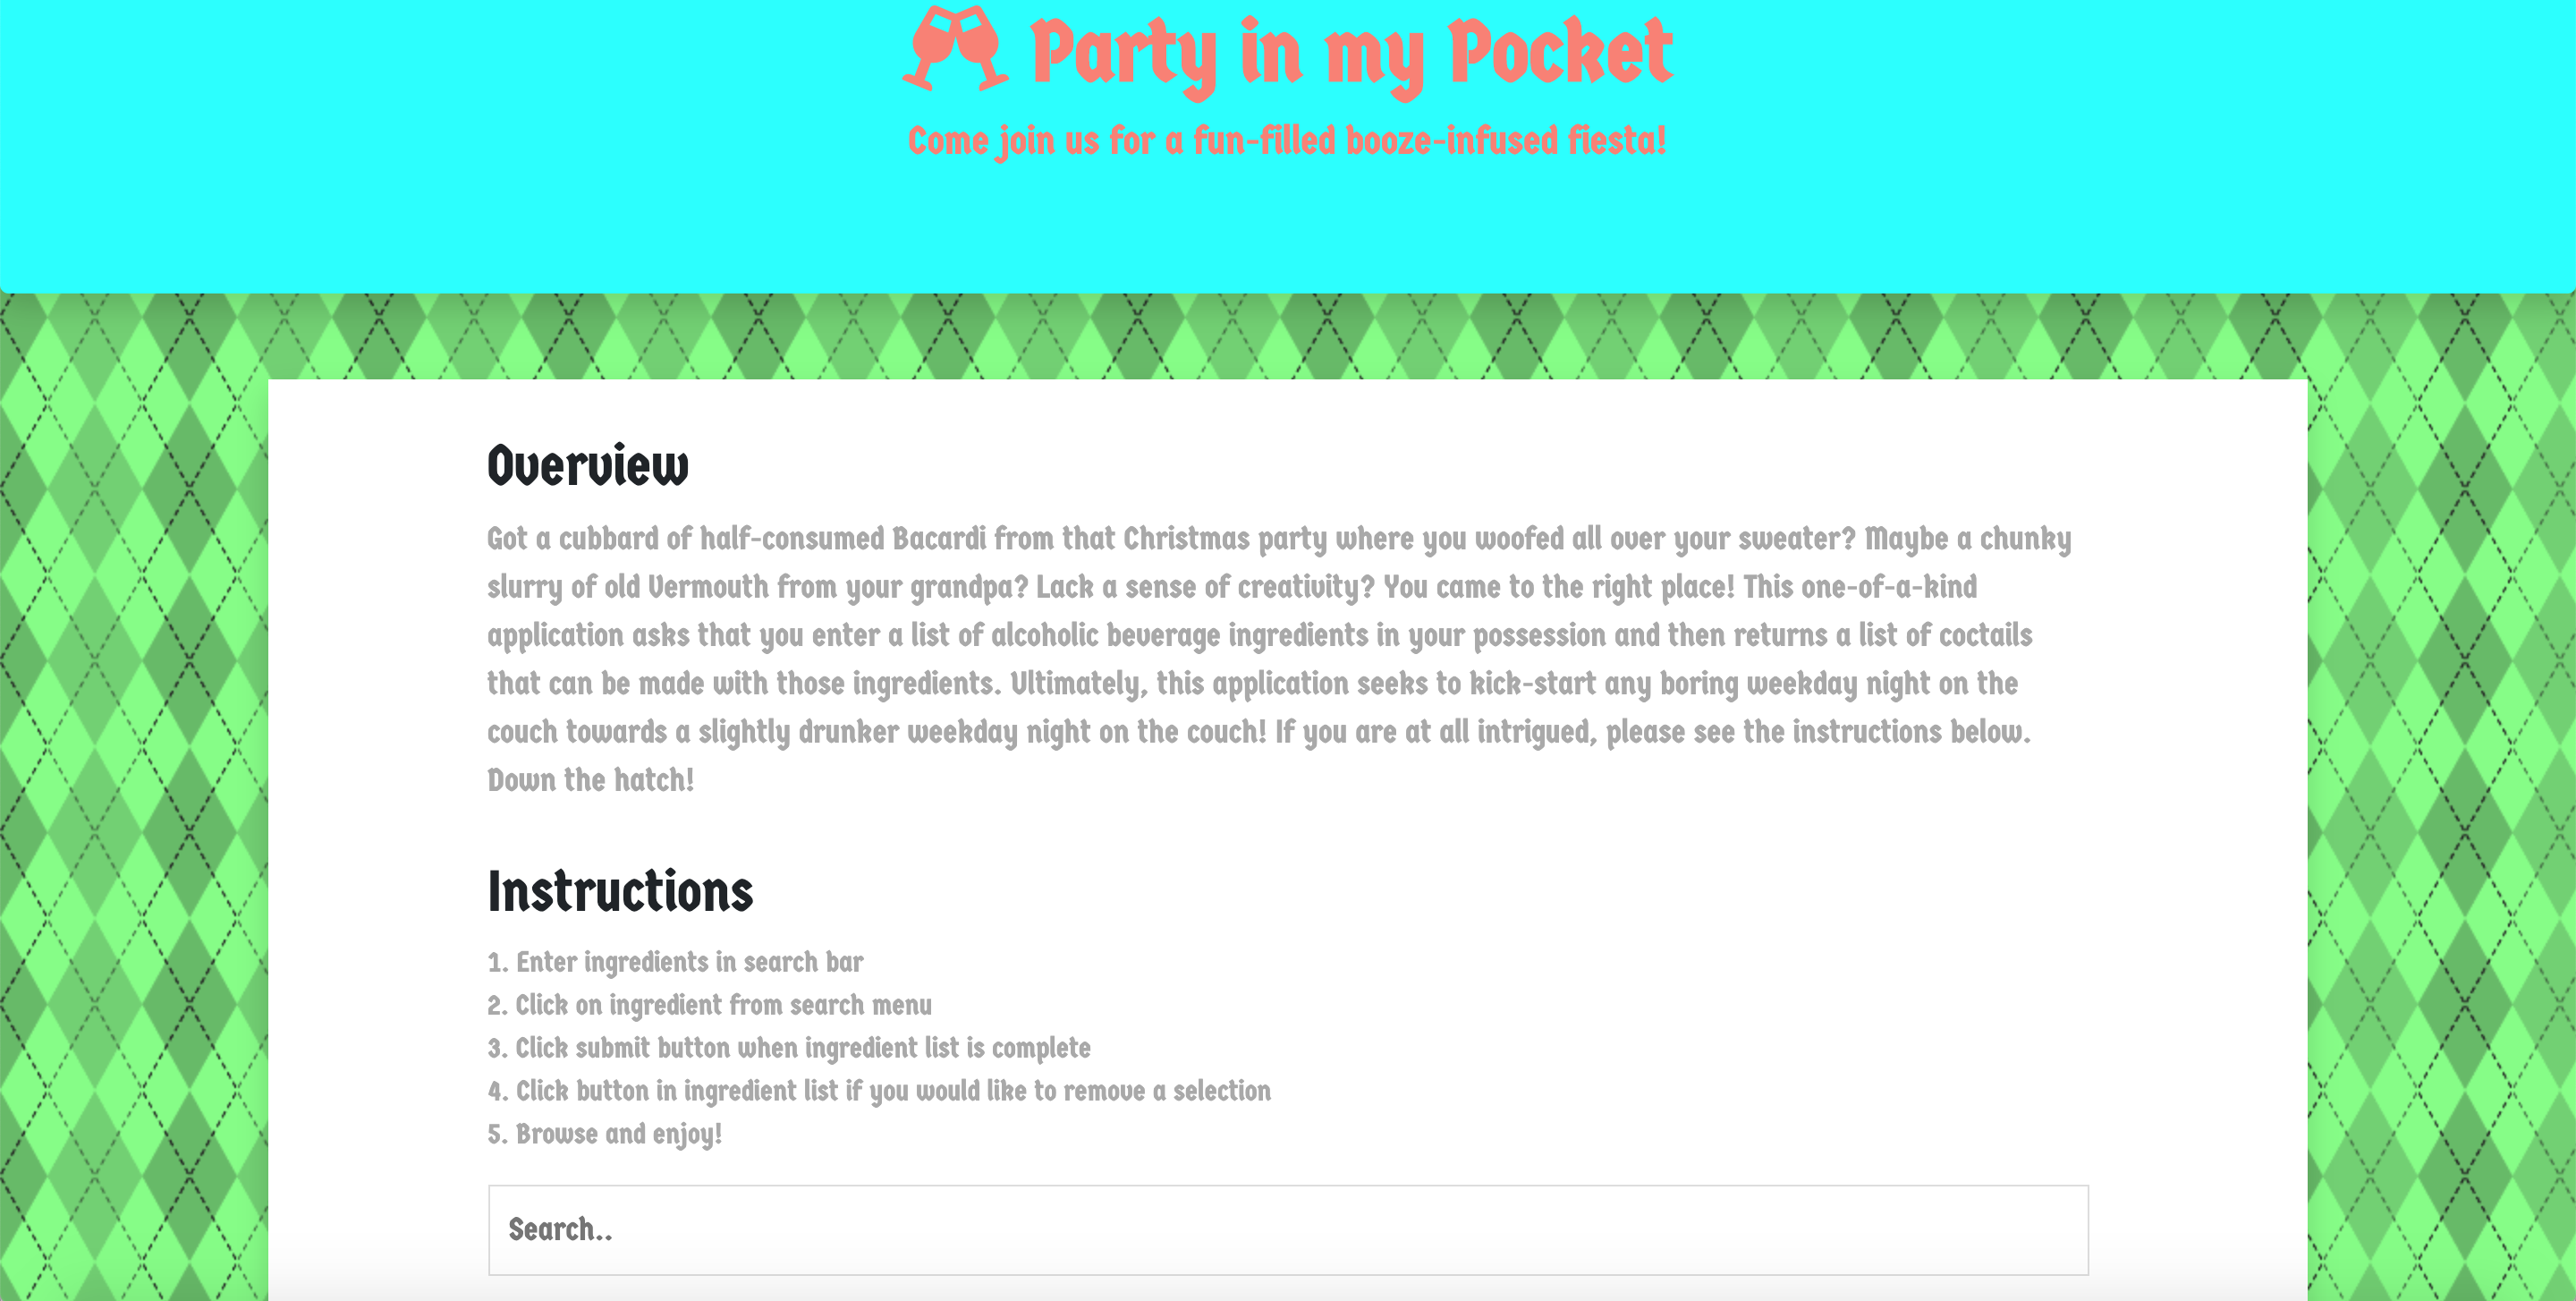 Party in my Pocket
Come join us for a fun-filled booze-infused fiesta!
Overview
Got a cubbard of half-consumed Bacardi from that Christmas party where you woofed all over your sweater? Maybe a chunky
slurry of old Vermouth from your grandpa? Lack a sense of creativity? You came to the right place! This one-of-a-kind
application asks that you enter a list of alcoholic beverage ingredients in your possession and then returns a list of coctails
that can be made with those ingredients. Ultimately, this application seeks to kick-start any boring weekday night on the
couch towards a slightly drunker weekday night on the couch! If you are at all intrigued, please see the instructions below.
Down the hatch!
Instructions
1. Enter ingredients in search bar
2. Click on ingredient from search menu
3. Click submit button when ingredient list is complete
4. Click button in ingredient list if you would like to remove a selection
5. Browse and enjoy!
Search..